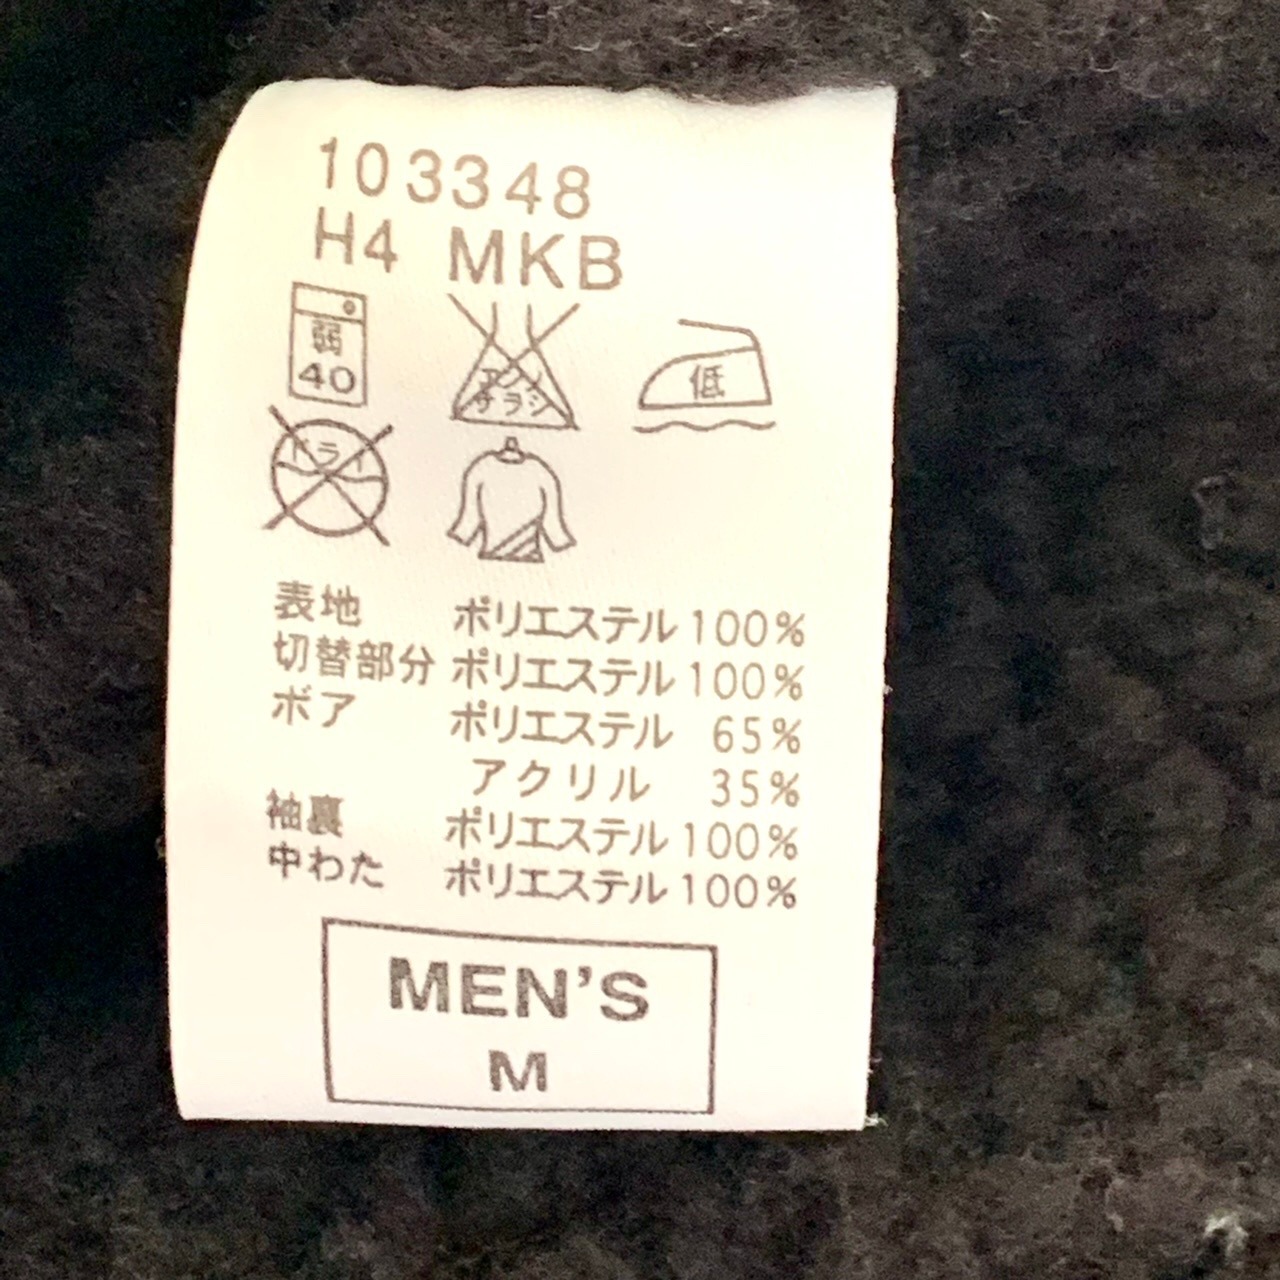 103348
H4 MKB
弱
40
エンソ
サラシ
低
ドライ
表地 ポリエステル 100%
切替部分 ポリエステル 100%
ボア ポリエステル 65%
アクリル 35%
袖裏 ポリエステル 100%
中わた ポリエステル 100%
MEN'S
M